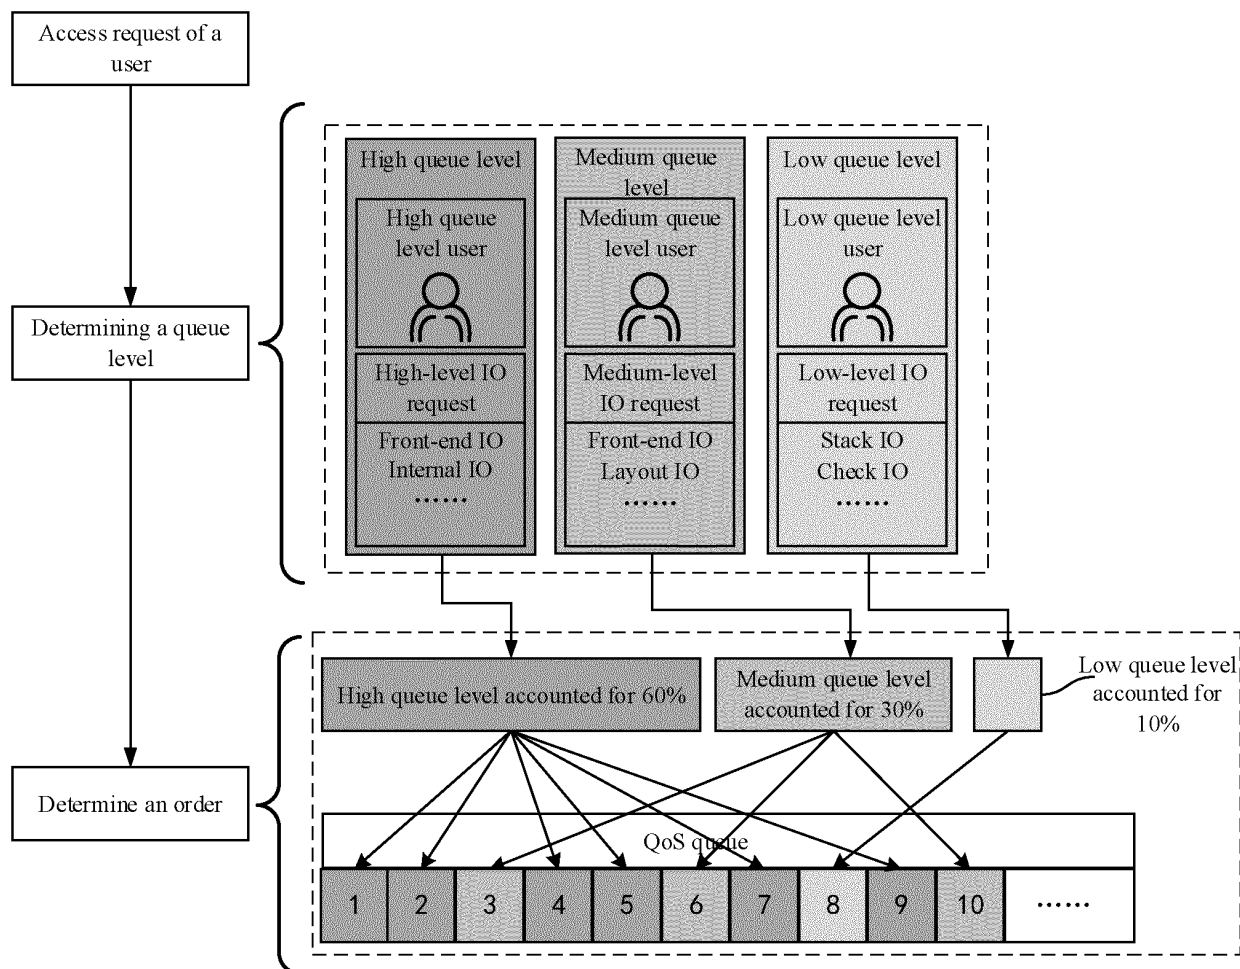 Access request of a
user
High queue level
Medium queue
level
Low queue level
High queue
level user
Medium queue
level user
Low queue level
user
Determining a queue
level
High-level IO
request
Medium-level
IO request
Low-level IO
request
Front-end IO
Internal IO
······
Front-end IO
Layout IO
······
Stack IO
Check IO
······
High queue level accounted for 60%
Medium queue level
accounted for 30%
Low queue level
accounted for
10%
Determine an order
QoS queue
1 2 3 4 5 6 7 8 9 10 ······